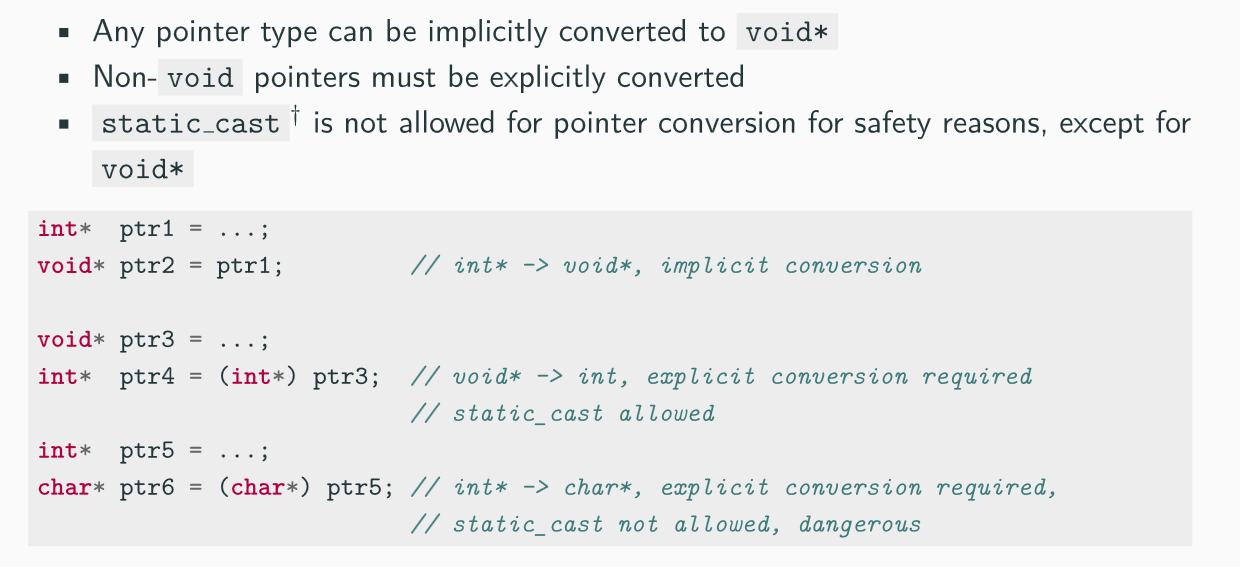 ▪ Any pointer type can be implicitly converted to void*
▪ Non-void pointers must be explicitly converted
▪ static_cast† is not allowed for pointer conversion for safety reasons, except for
void*
int*  ptr1 = ...;
void* ptr2 = ptr1;         // int* -> void*, implicit conversion
void* ptr3 = ...;
int*  ptr4 = (int*) ptr3;  // void* -> int, explicit conversion required
// static_cast allowed
int*  ptr5 = ...;
char* ptr6 = (char*) ptr5; // int* -> char*, explicit conversion required,
// static_cast not allowed, dangerous